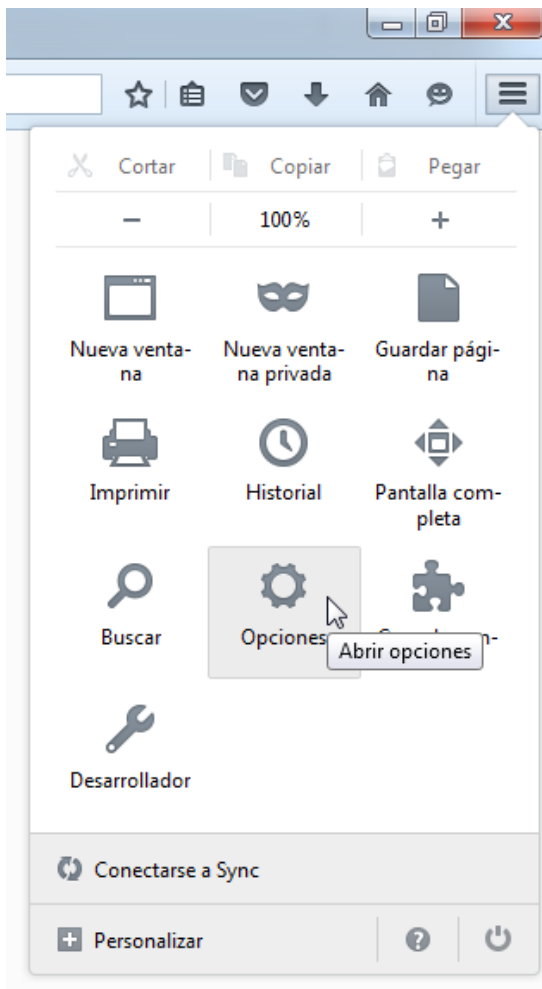 Cortar
Copiar
Pegar
100%
Nueva venta-
na
Nueva venta-
na privada
Guardar pági-
na
Imprimir
Historial
Pantalla com-
pleta
Buscar
Opciones
Abrir opciones
Desarrollador
Conectarse a Sync
Personalizar